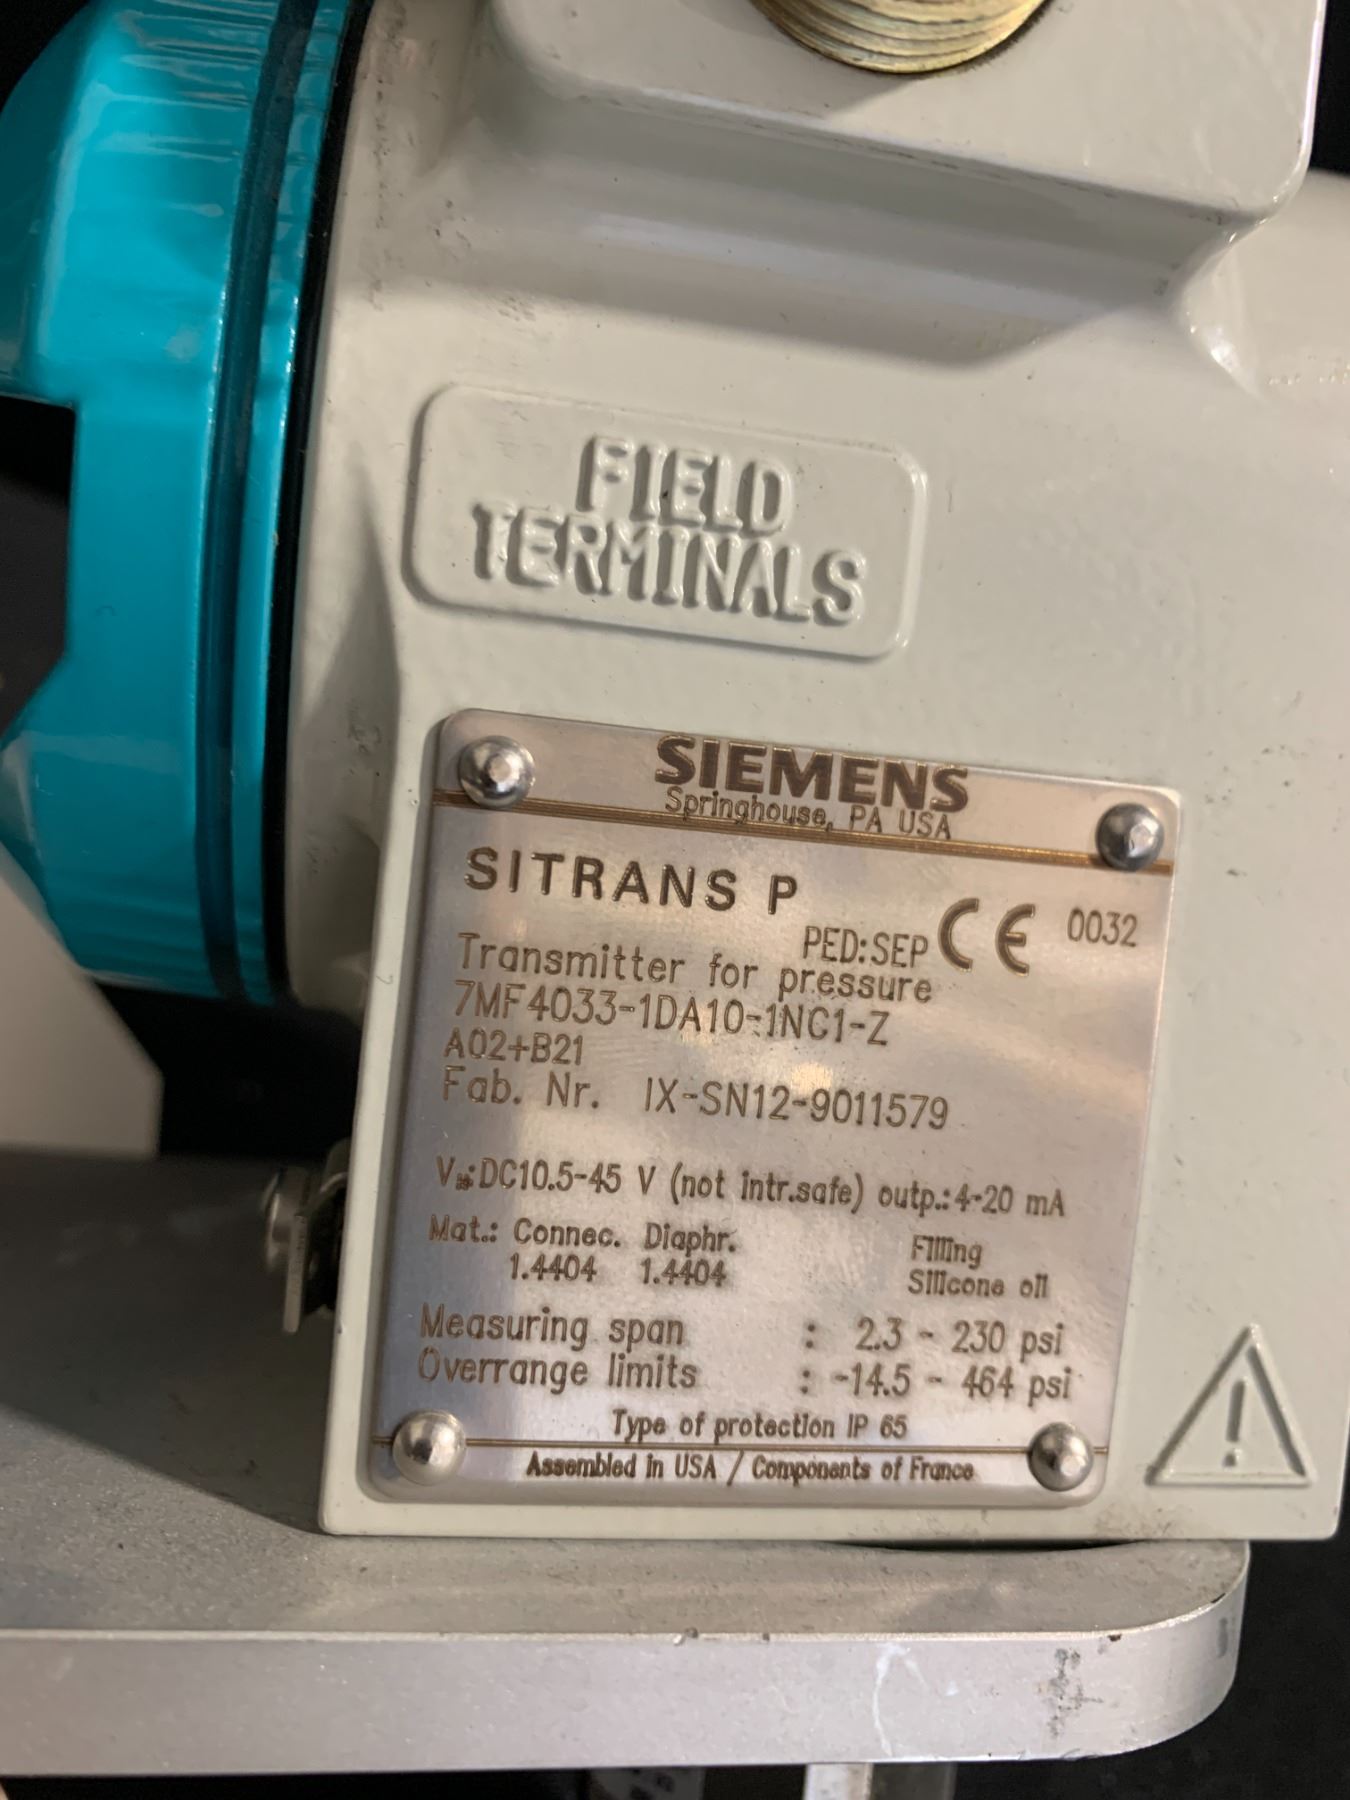 FIELD
TERMINALS
SIEMENS
Springhouse, PA USA
SITRANS P
PED:SEP CE 0032
Transmitter for pressure
7MF4033-1DA10-1NC1-Z
A02+B21
Fab. Nr. IX-SN12-9011579
DC10.5-45 V (not intr.safe) outp.:4-20 mA
Mat.: Connec. Diaphr. Filling
1.4404 1.4404 Silicone oil
Measuring span : 2.3 - 230 psi
Overrange limits : -14.5 - 464 psi
Type of protection IP 65
Assembled in USA / Components of France
!